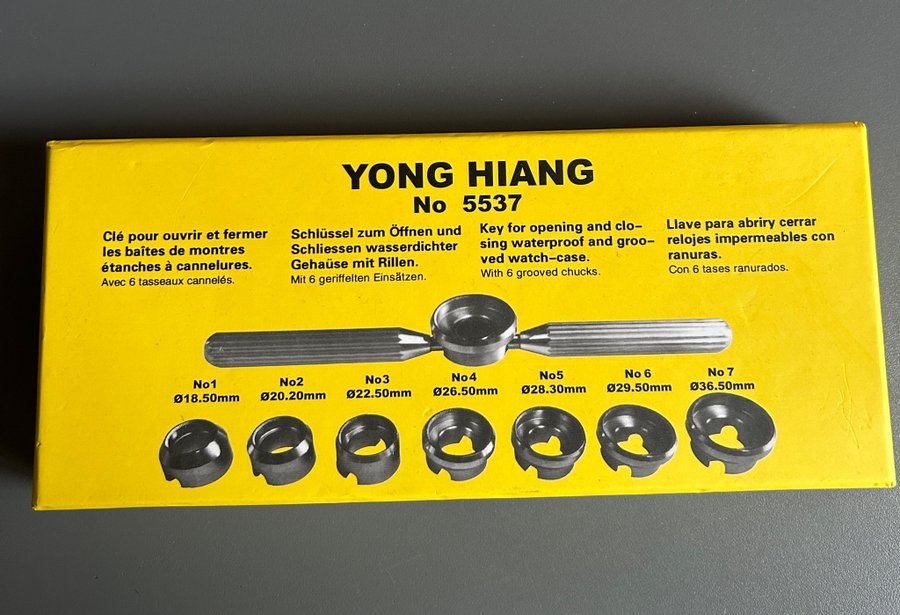 YONG HIANG
No 5537
Clé pour ouvrir et fermer
les baîtes de montres
étanches à cannelures.
Avec 6 tasseaux cannelés.
Schlüssel zum Öffnen und
Schliessen wasserdichter
Gehaüse mit Rillen.
Mit 6 geriffelten Einsätzen.
Key for opening and clo-
sing waterproof and groo-
ved watch-case.
With 6 grooved chucks.
Llave para abriry cerrar
relojes impermeables con
ranuras.
Con 6 tases ranurados.
No1
Ø18.50mm
No2
Ø20.20mm
No3
Ø22.50mm
No4
Ø26.50mm
No5
Ø28.30mm
No 6
Ø29.50mm
No 7
Ø36.50mm